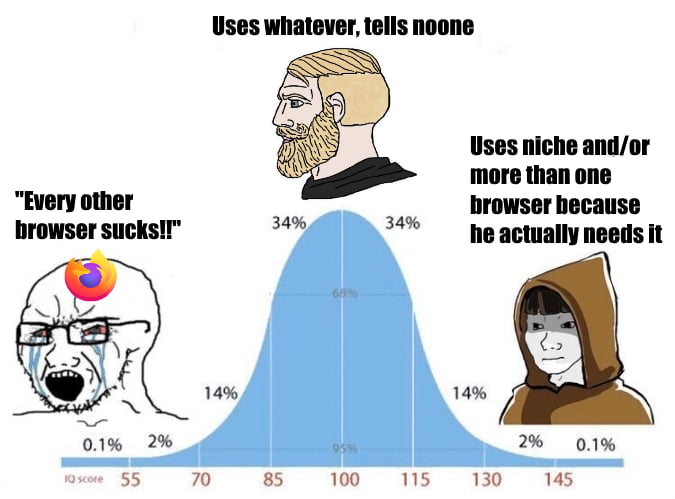 Uses whatever, tells noone
Uses niche and/or
more than one
browser because
he actually needs it
"Every other
browser sucks!!"
34% 34%
68%
14% 14%
0.1% 2% 95% 2% 0.1%
IQ score 55 70 85 100 115 130 145